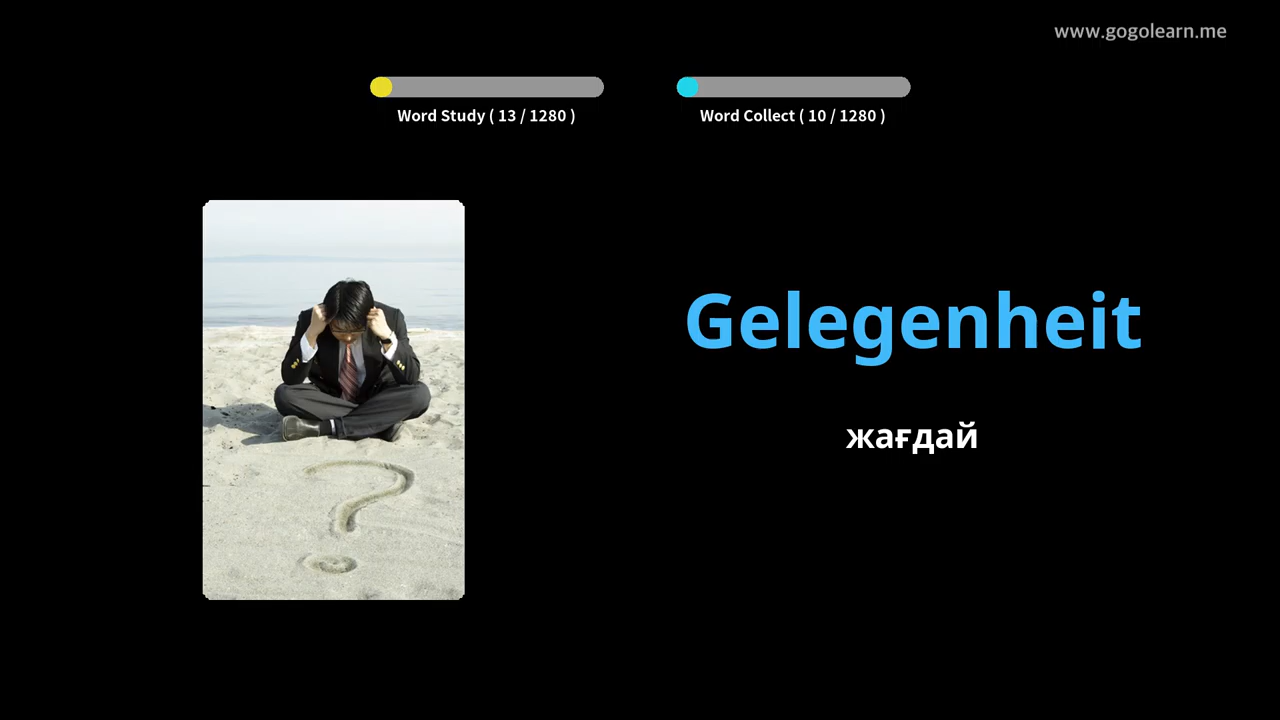 www.gogolearn.me
Word Study ( 13 / 1280 )
Word Collect ( 10 / 1280 )
Gelegenheit
жағдай
?